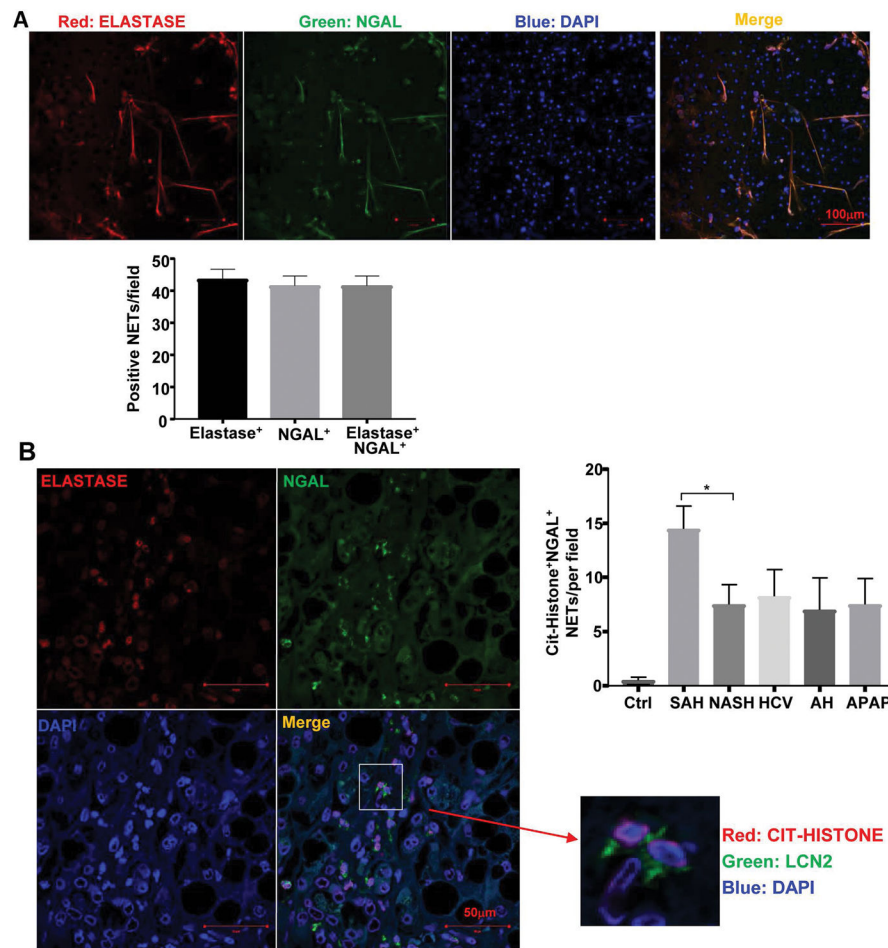 A
Red: ELASTASE
Green: NGAL
Blue: DAPI
Merge
100μm
Positive NETs/field
50
40
30
20
10
0
Elastase⁺
NGAL⁺
Elastase⁺
NGAL⁺
B
ELASTASE
NGAL
DAPI
Merge
50μm
Cit-Histone⁺NGAL⁺
NETs/per field
20
15
10
5
0
*
Ctrl
SAH
NASH
HCV
AH
APAP
Red: CIT-HISTONE
Green: LCN2
Blue: DAPI